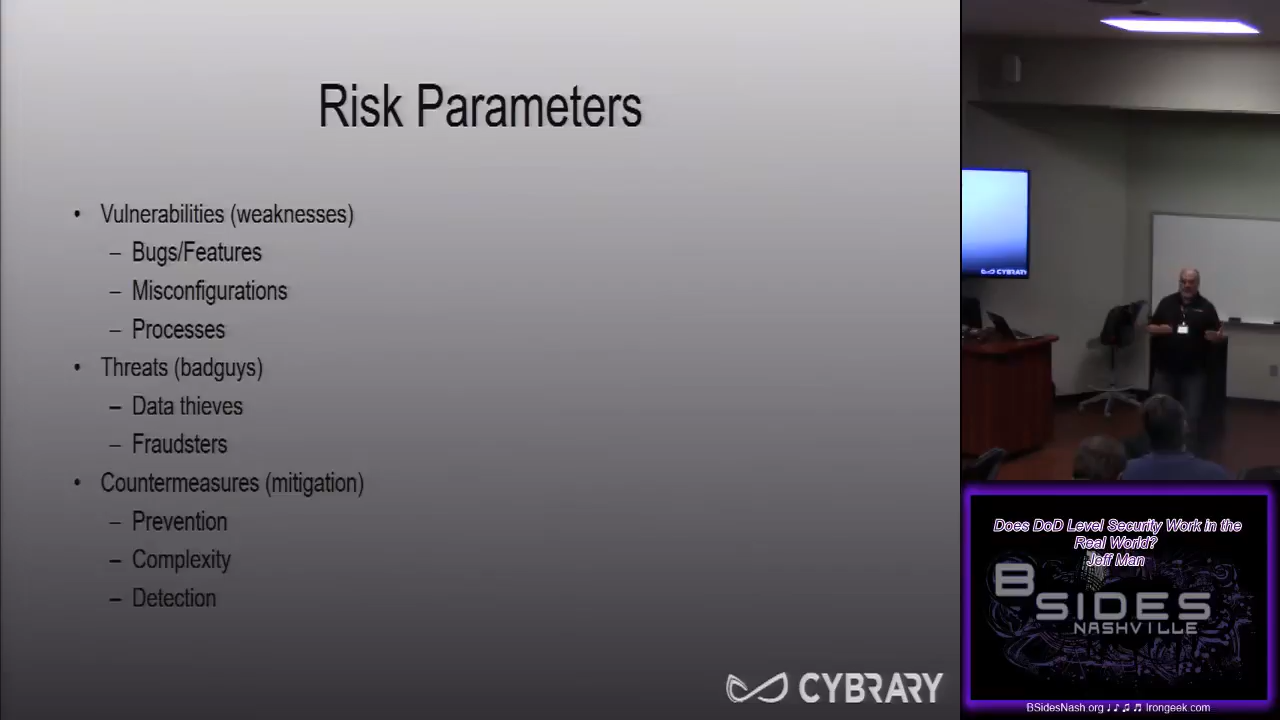 Risk Parameters
• Vulnerabilities (weaknesses)
– Bugs/Features
– Misconfigurations
– Processes
• Threats (badguys)
– Data thieves
– Fraudsters
• Countermeasures (mitigation)
– Prevention
– Complexity
– Detection
CYBRARY
CYBRARY
Does DoD Level Security Work in the
Real World?
Jeff Man
BSIDES
NASHVILLE
BSidesNash.org ♩♪♫♬ Irongeek.com